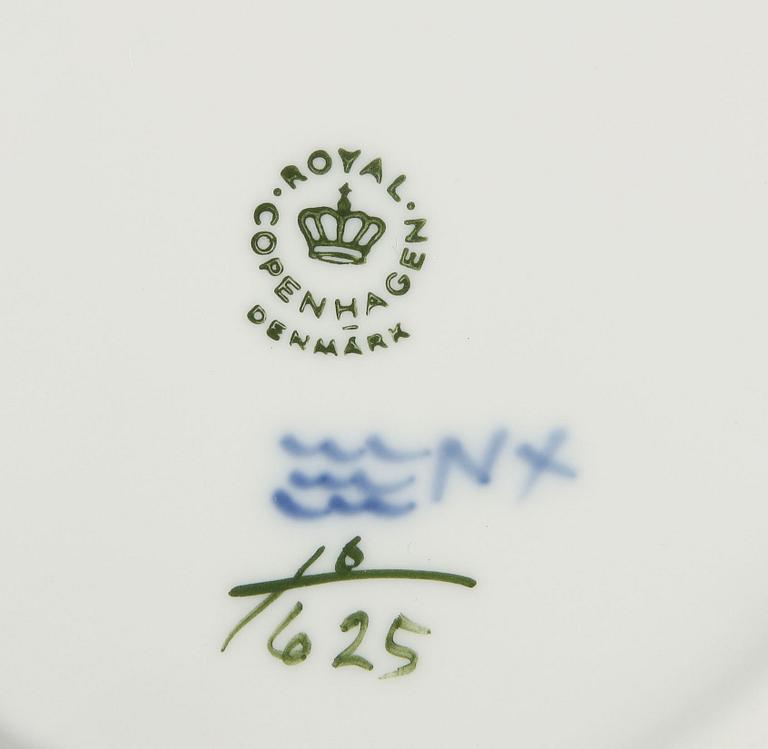 ROYAL
COPENHAGEN
DENMARK
NX
10
/625